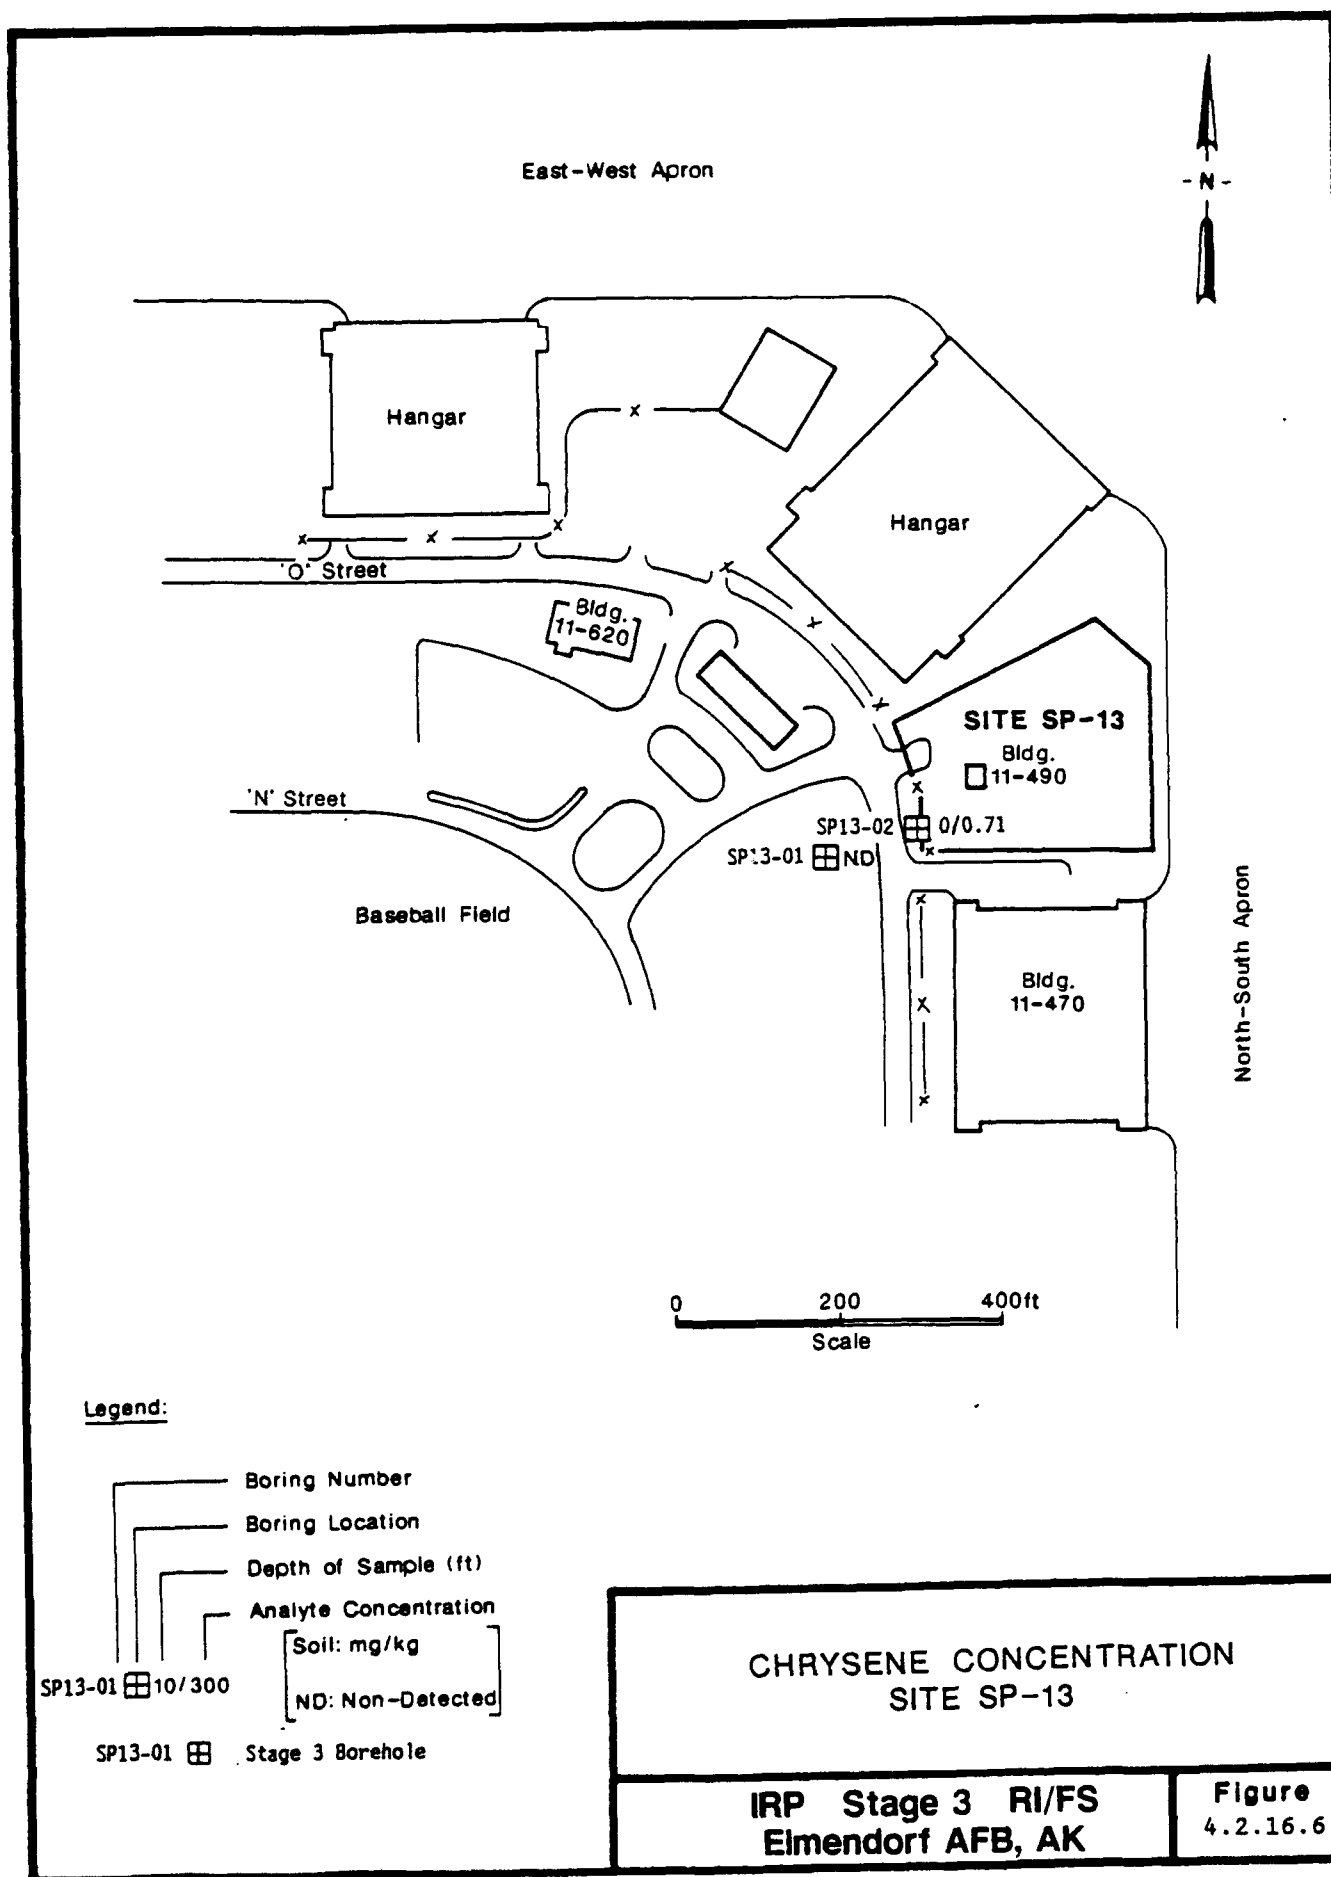 East-West Apron
- N -
Hangar
Hangar
'O' Street
Bldg.
11-620
SITE SP-13
Bldg.
11-490
'N' Street
SP13-02 0/0.71
SP13-01 ND
Baseball Field
Bldg.
11-470
North-South Apron
0 200 400ft
Scale
Legend:
Boring Number
Boring Location
Depth of Sample (ft)
Analyte Concentration
Soil: mg/kg
SP13-01 10/300
ND: Non-Detected
SP13-01 Stage 3 Borehole
CHRYSENE CONCENTRATION
SITE SP-13
IRP Stage 3 RI/FS
Elmendorf AFB, AK
Figure
4.2.16.6